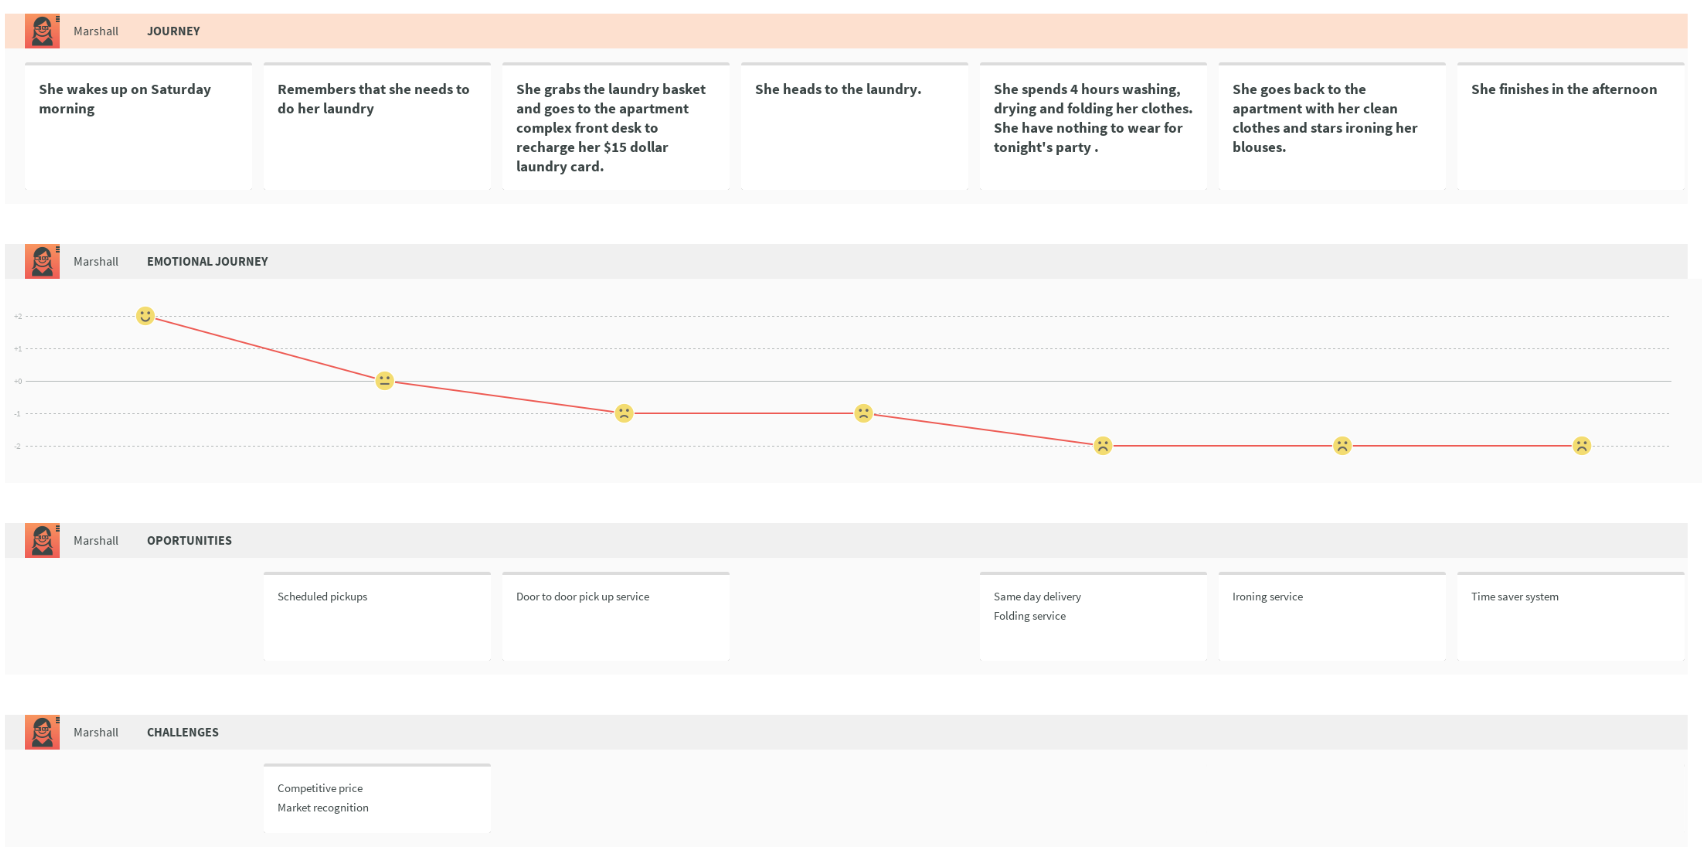 Marshall JOURNEY
She wakes up on Saturday
morning
Remembers that she needs to
do her laundry
She grabs the laundry basket
and goes to the apartment
complex front desk to
recharge her $15 dollar
laundry card.
She heads to the laundry.
She spends 4 hours washing,
drying and folding her clothes.
She have nothing to wear for
tonight's party .
She goes back to the
apartment with her clean
clothes and stars ironing her
blouses.
She finishes in the afternoon
Marshall EMOTIONAL JOURNEY
+2
+1
+0
-1
-2
Marshall OPORTUNITIES
Scheduled pickups
Door to door pick up service
Same day delivery
Folding service
Ironing service
Time saver system
Marshall CHALLENGES
Competitive price
Market recognition